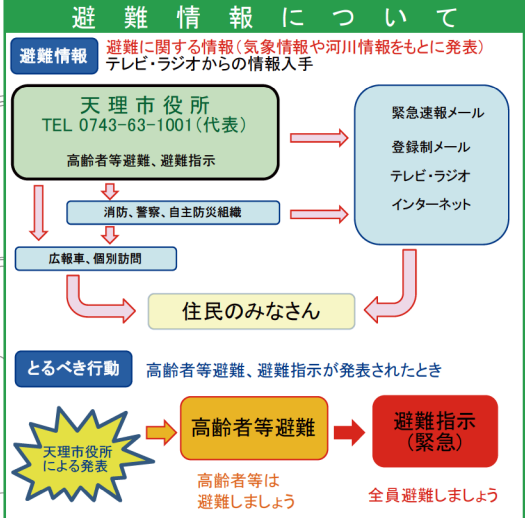 避難情報について
避難情報
避難に関する情報(気象情報や河川情報をもとに発表)
テレビ・ラジオからの情報入手
天理市役所
TEL 0743-63-1001(代表)
高齢者等避難、避難指示
緊急速報メール
登録制メール
テレビ・ラジオ
インターネット
消防、警察、自主防災組織
広報車、個別訪問
住民のみなさん
とるべき行動
高齢者等避難、避難指示が発表されたとき
天理市役所
による発表
高齢者等避難
高齢者等は
避難しましょう
避難指示
(緊急)
全員避難しましょう